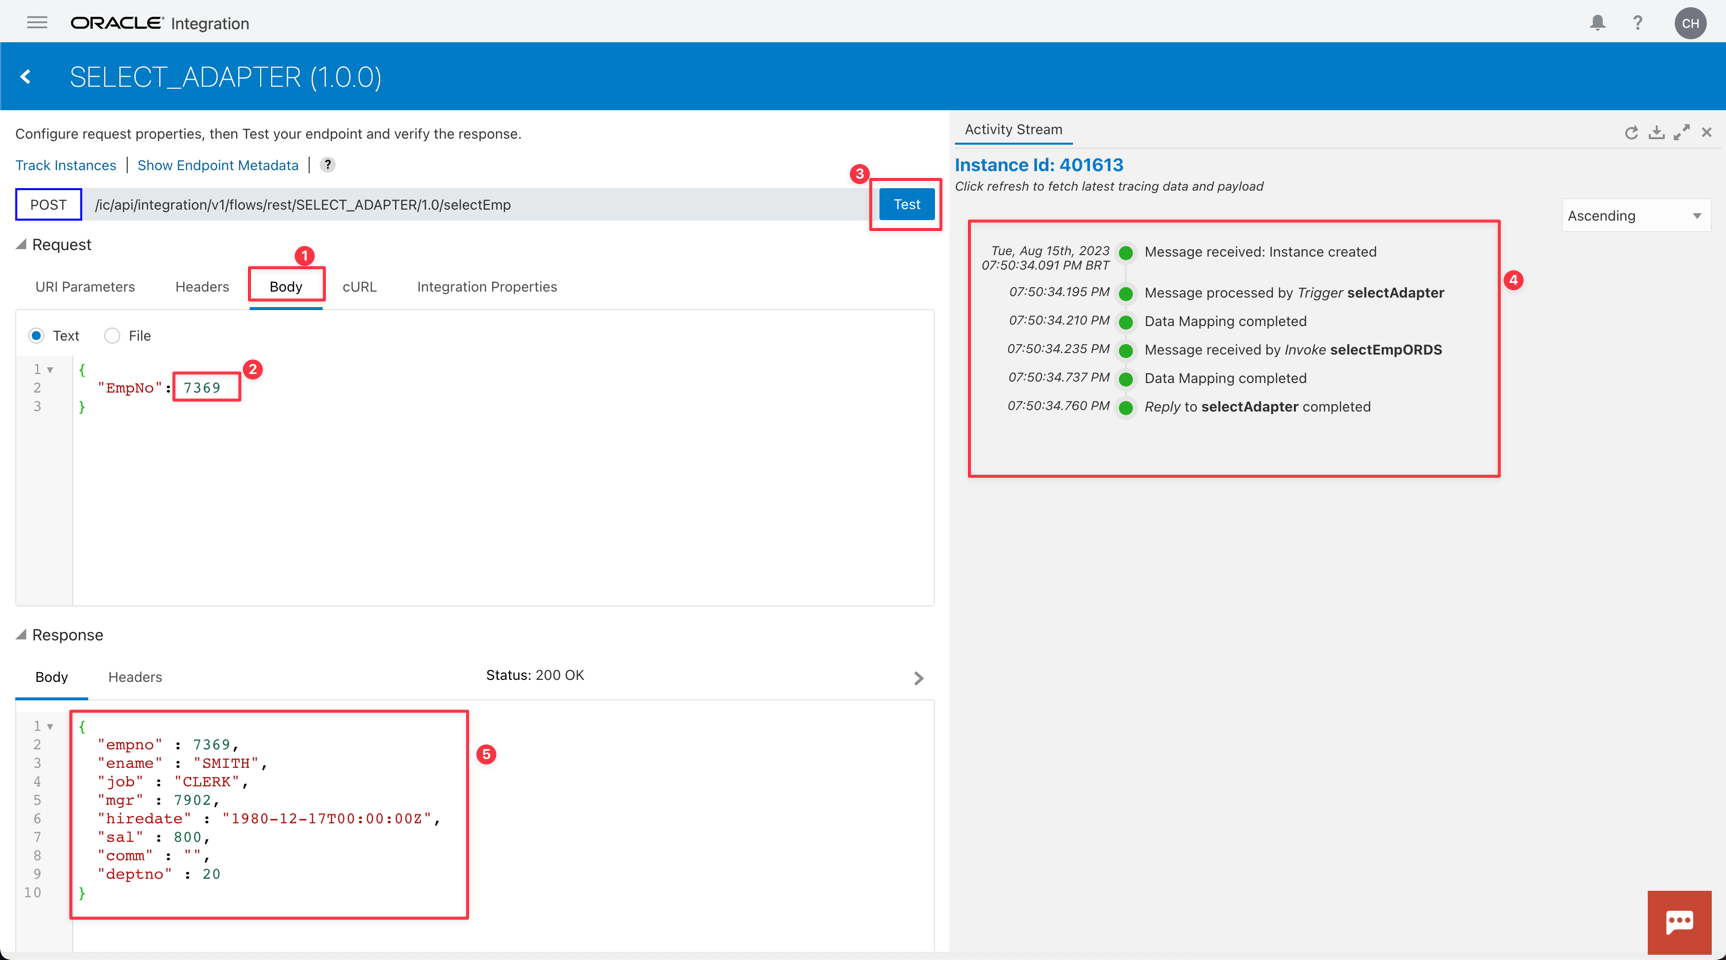 ORACLE Integration
? CH
SELECT_ADAPTER (1.0.0)
Configure request properties, then Test your endpoint and verify the response.
Track Instances | Show Endpoint Metadata | ?
3
POST /ic/api/integration/v1/flows/rest/SELECT_ADAPTER/1.0/selectEmp Test
Request
1
URI Parameters Headers Body cURL Integration Properties
Text File
1 {
2 "EmpNo": 7369
2
3 }
Response
Body Headers Status: 200 OK
1 {
2 "empno" : 7369,
3 "ename" : "SMITH",
4 "job" : "CLERK",
5 "mgr" : 7902,
6 "hiredate" : "1980-12-17T00:00:00Z",
7 "sal" : 800,
8 "comm" : "",
9 "deptno" : 20
10 }
5
Activity Stream
Instance Id: 401613
Click refresh to fetch latest tracing data and payload
Ascending
Tue, Aug 15th, 2023
07:50:34.091 PM BRT Message received: Instance created
4
07:50:34.195 PM Message processed by Trigger selectAdapter
07:50:34.210 PM Data Mapping completed
07:50:34.235 PM Message received by Invoke selectEmpORDS
07:50:34.737 PM Data Mapping completed
07:50:34.760 PM Reply to selectAdapter completed